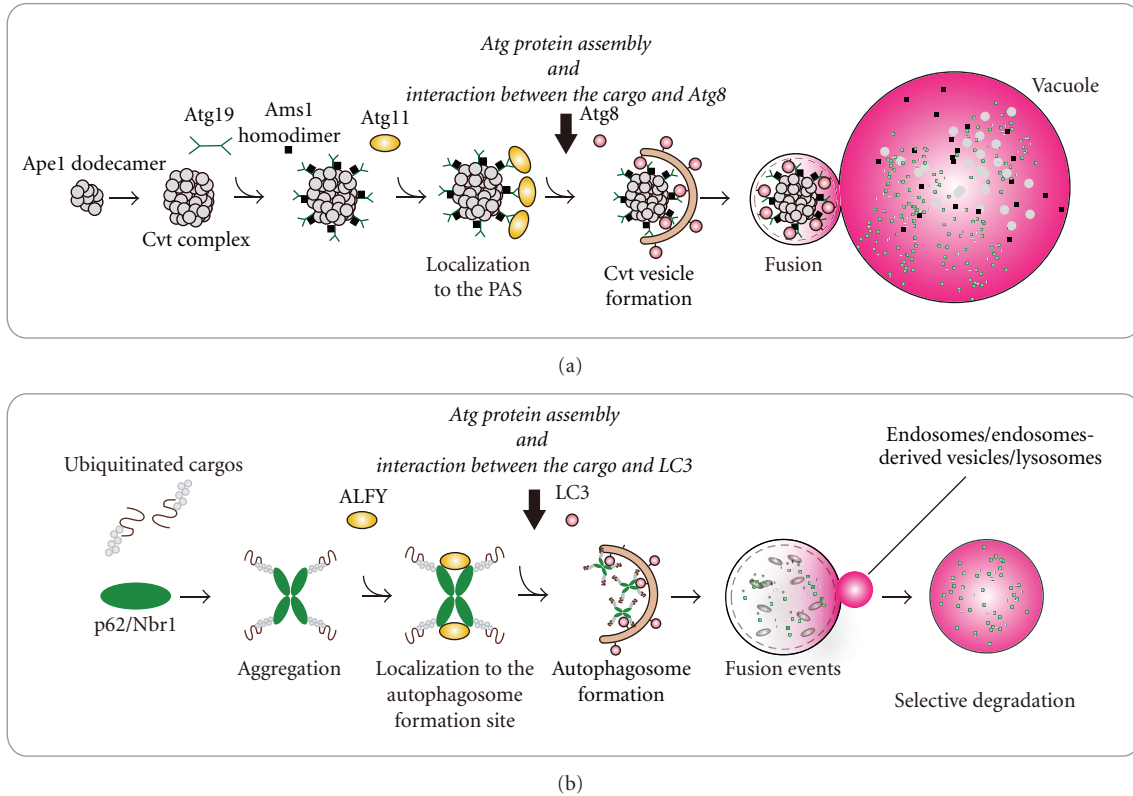 Atg protein assembly
and
interaction between the cargo and Atg8
Vacuole
Atg19
Ams1
homodimer
Atg11
Atg8
Ape1 dodecamer
Cvt complex
Localization
to the PAS
Cvt vesicle
formation
Fusion
(a)
Atg protein assembly
and
interaction between the cargo and LC3
Endosomes/endosomes-
derived vesicles/lysosomes
Ubiquitinated cargos
ALFY
LC3
p62/Nbr1
Aggregation
Localization to the
autophagosome
formation site
Autophagosome
formation
Fusion events
Selective degradation
(b)